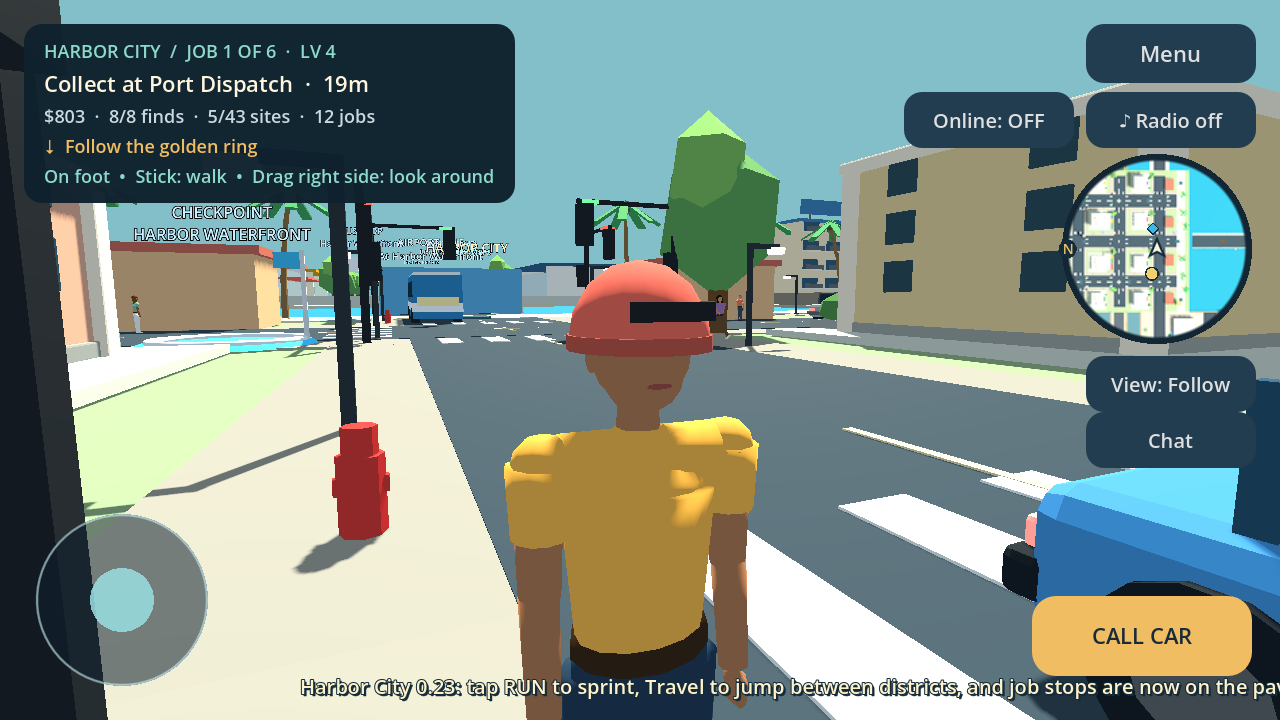 HARBOR CITY / JOB 1 OF 6 · LV 4
Collect at Port Dispatch · 19m
$803 · 8/8 finds · 5/43 sites · 12 jobs
↓ Follow the golden ring
On foot • Stick: walk • Drag right side: look around
Menu
Online: OFF
♪ Radio off
CHECKPOINT
HARBOR WATERFRONT
N
View: Follow
Chat
CALL CAR
Harbor City 0.23: tap RUN to sprint, Travel to jump between districts, and job stops are now on the pav